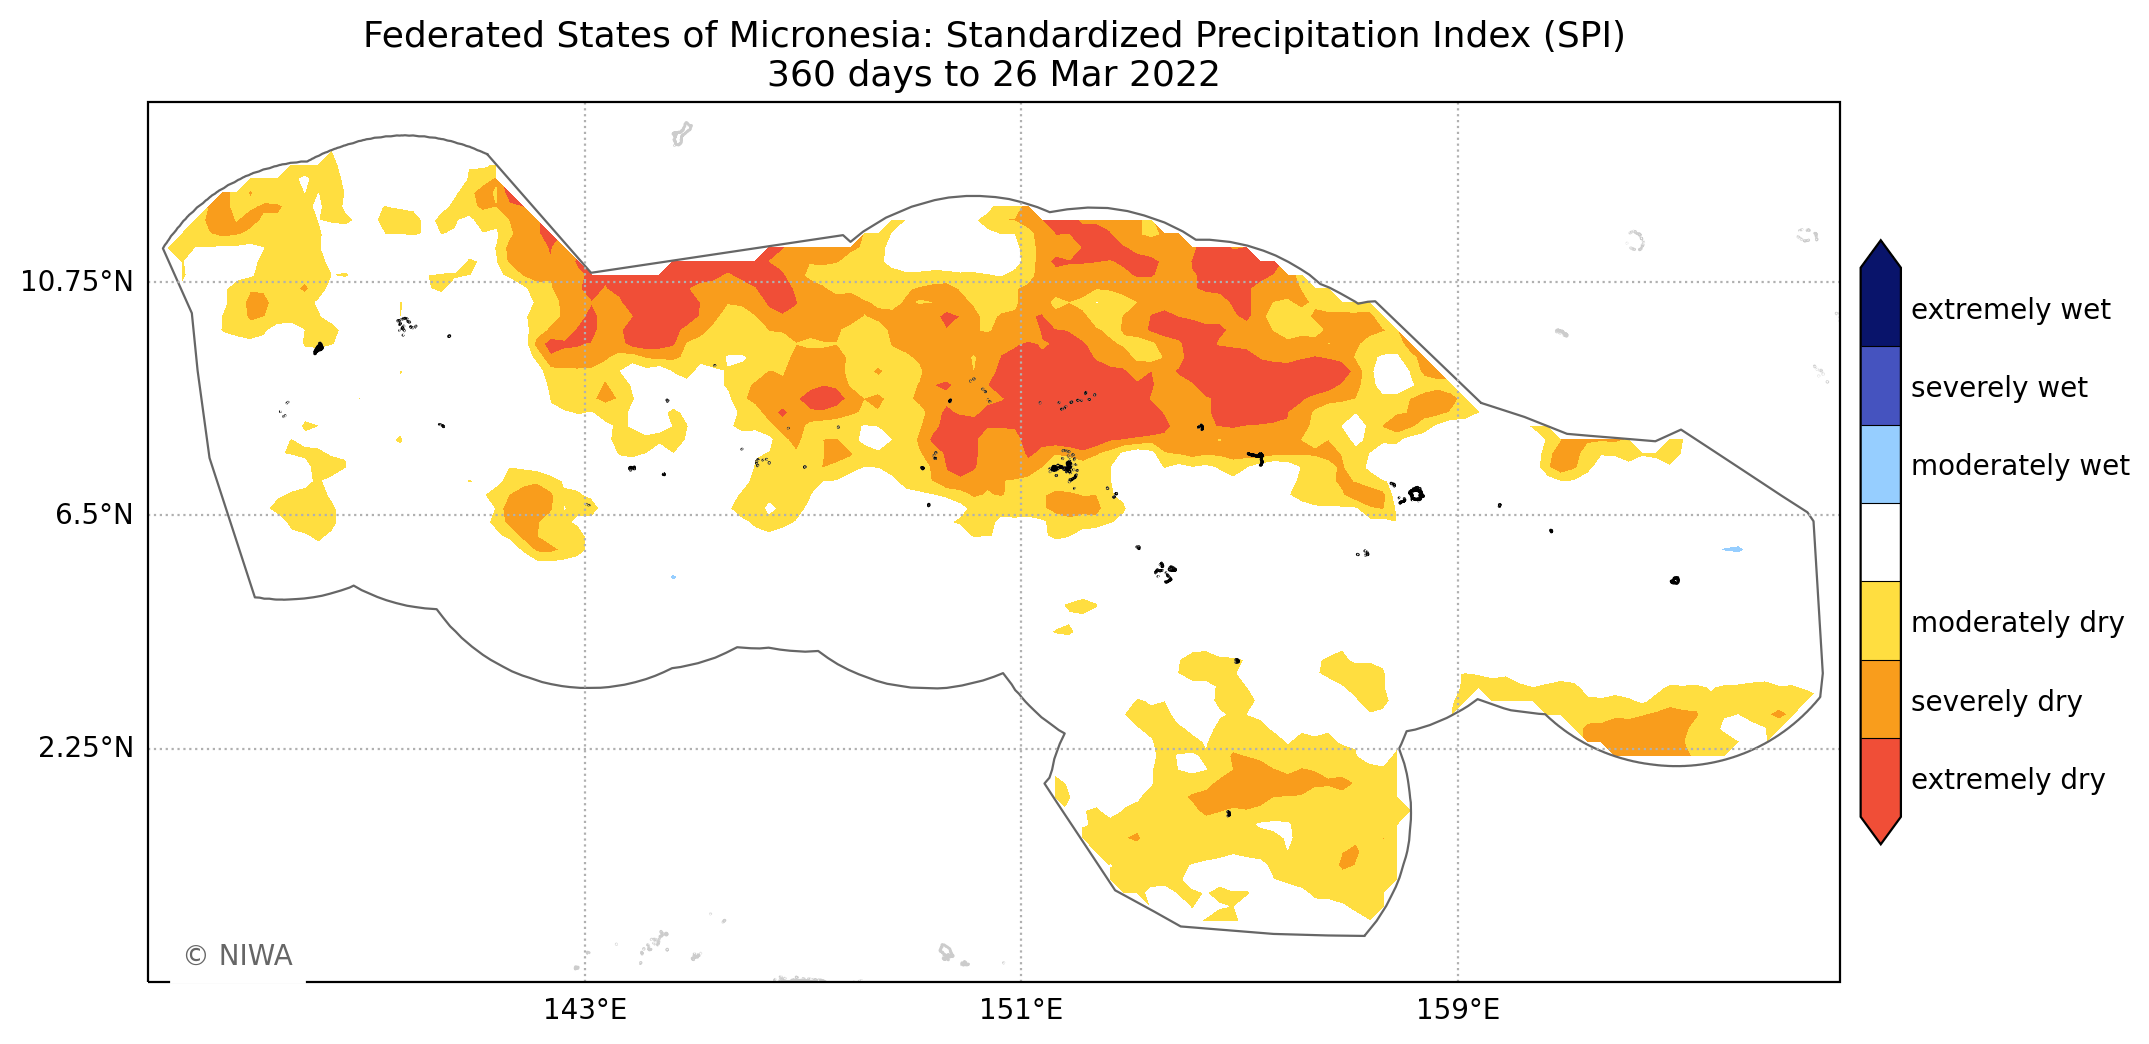 Federated States of Micronesia: Standardized Precipitation Index (SPI)
360 days to 26 Mar 2022
10.75°N
6.5°N
2.25°N
143°E
151°E
159°E
extremely wet
severely wet
moderately wet
moderately dry
severely dry
extremely dry
© NIWA